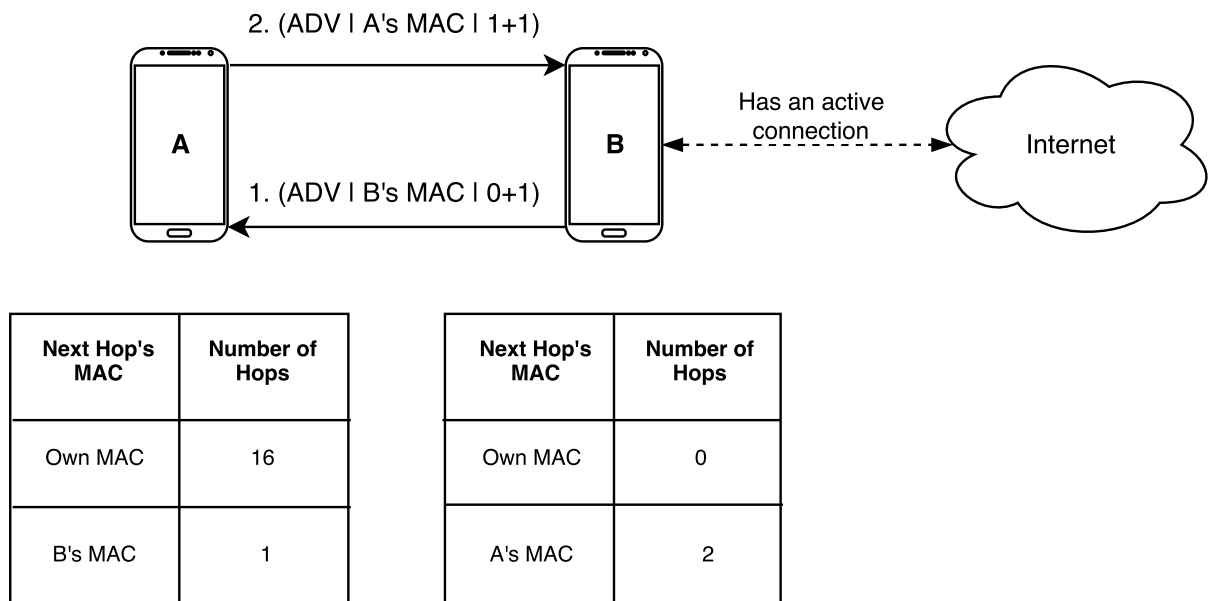 2. (ADV | A's MAC | 1+1)
A
B
Has an active
connection
Internet
1. (ADV | B's MAC | 0+1)
Next Hop's
MAC
Number of
Hops
Own MAC
16
B's MAC
1
Next Hop's
MAC
Number of
Hops
Own MAC
0
A's MAC
2